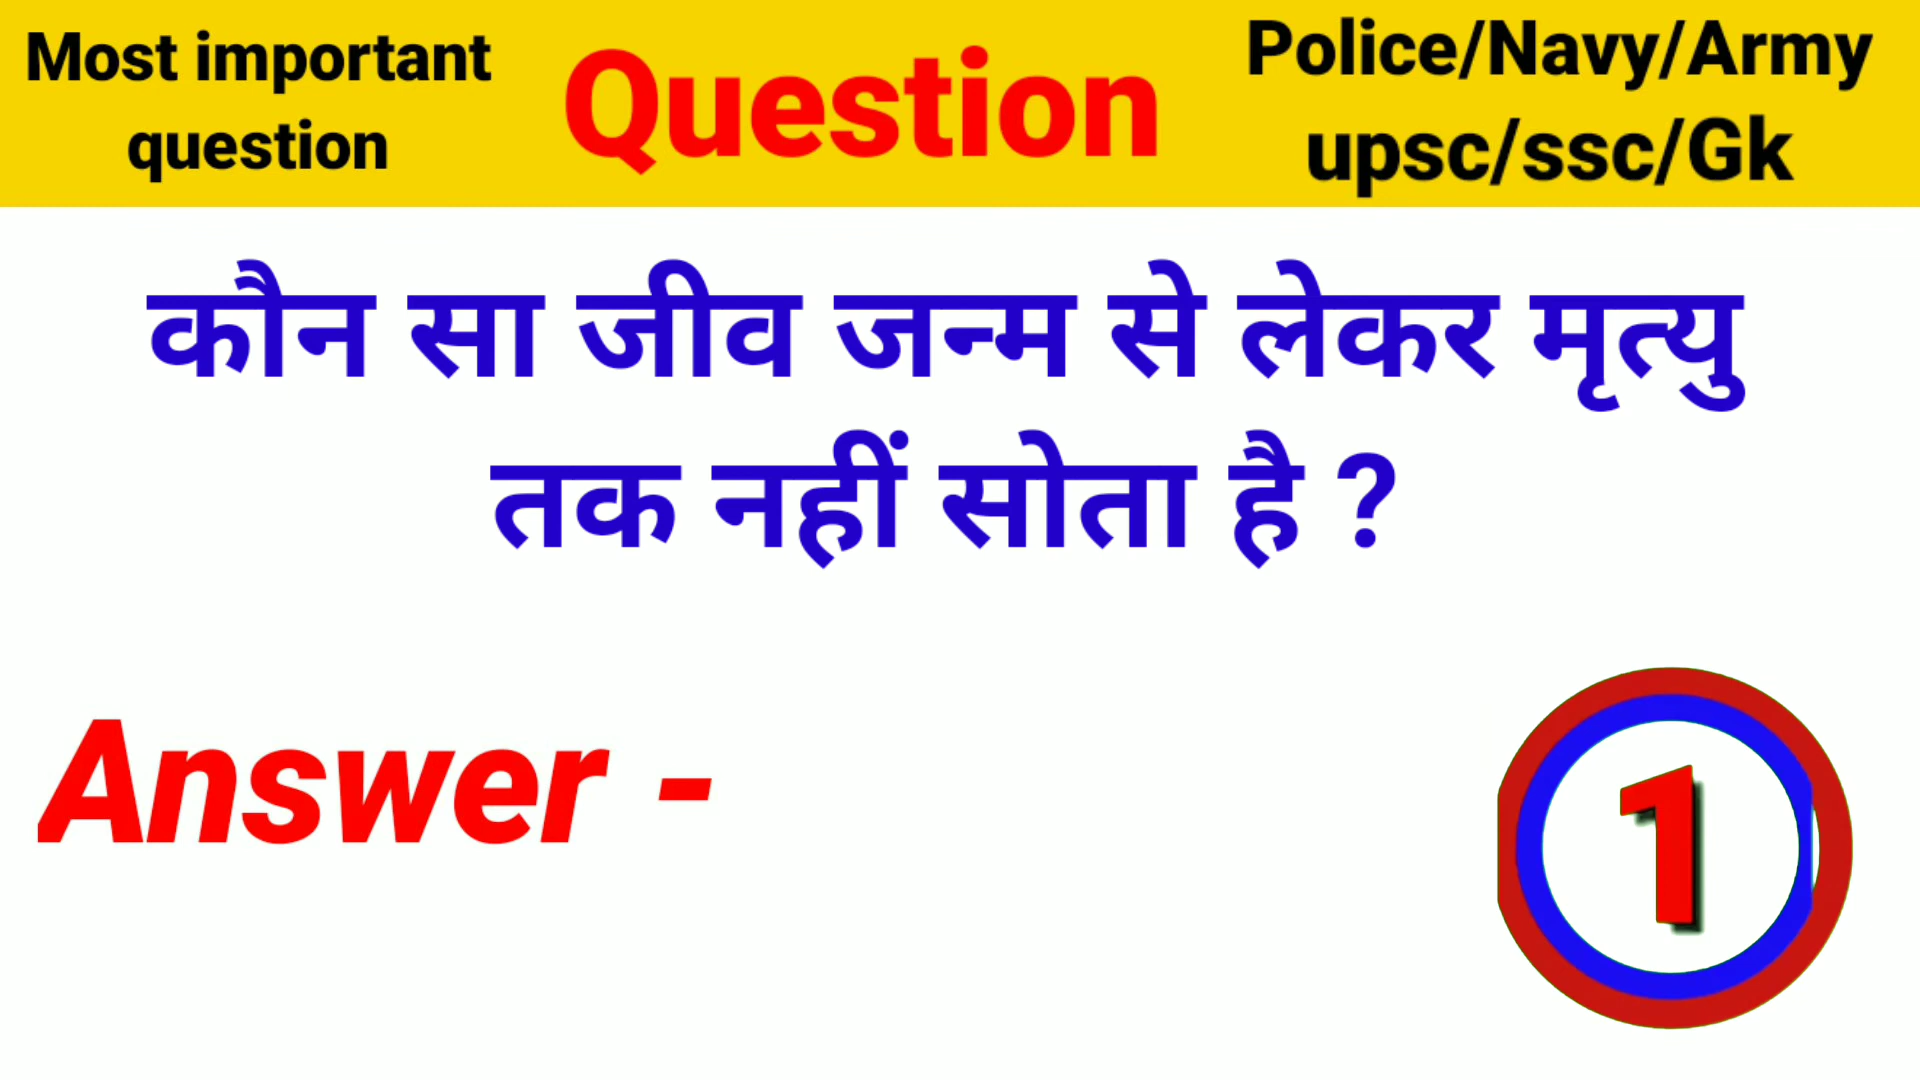 Most important
question
Question
Police/Navy/Army
upsc/ssc/Gk
कौन सा जीव जन्म से लेकर मृत्यु
तक नहीं सोता है ?
Answer -
1